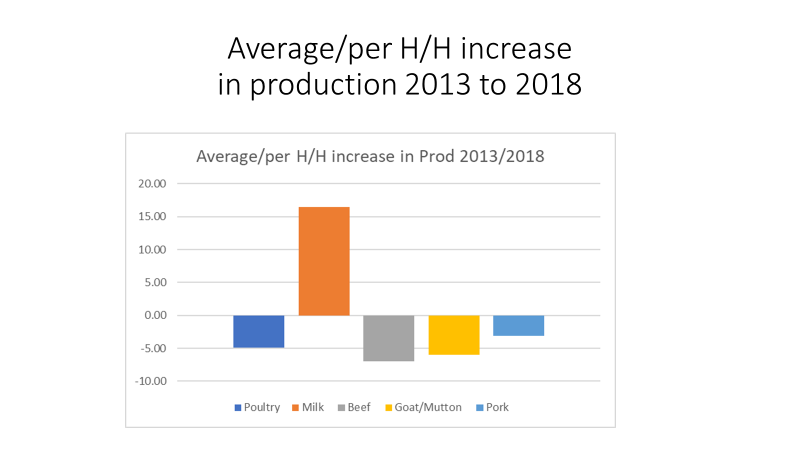 Average/per H/H increase
in production 2013 to 2018
Average/per H/H increase in Prod 2013/2018
20.00
15.00
10.00
5.00
0.00
-5.00
-10.00
Poultry Milk Beef Goat/Mutton Pork